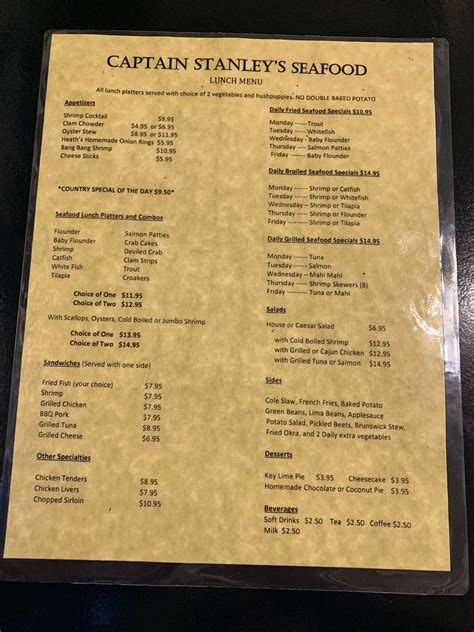 CAPTAIN STANLEY'S SEAFOOD
LUNCH MENU
All lunch platters served with choice of 2 vegetables and hushpuppies. NO DOUBLE BAKED POTATO
Appetizers
Shrimp Cocktail $9.95
Clam Chowder $4.95 or $6.95
Oyster Stew $8.95 or $11.95
Heath's Homemade Onion Rings $5.95
Bang Bang Shrimp $10.95
Cheese Sticks $5.95
*COUNTRY SPECIAL OF THE DAY $9.50*
Seafood Lunch Platters and Combos
Flounder Salmon Patties
Baby Flounder Crab Cakes
Shrimp Deviled Crab
Catfish Clam Strips
White Fish Trout
Tilapia Croakers
Choice of One $11.95
Choice of Two $12.95
With Scallops, Oysters, Cold Boiled or Jumbo Shrimp
Choice of One $13.95
Choice of Two $14.95
Sandwiches (Served with one side)
Fried Fish (your choice) $7.95
Shrimp $7.95
Grilled Chicken $7.95
BBQ Pork $7.95
Grilled Tuna $8.95
Grilled Cheese $6.95
Other Specialties
Chicken Tenders $8.95
Chicken Livers $7.95
Chopped Sirloin $10.95
Daily Fried Seafood Specials $10.95
Monday ----- Trout
Tuesday ----- Whitefish
Wednesday - Baby Flounder
Thursday ---- Salmon Patties
Friday ------- Baby Flounder
Daily Broiled Seafood Specials $14.95
Monday ----- Shrimp or Catfish
Tuesday ----- Shrimp or Whitefish
Wednesday – Shrimp or Tilapia
Thursday ---- Shrimp or Flounder
Friday -------- Shrimp or Tilapia
Daily Grilled Seafood Specials $14.95
Monday ----- Tuna
Tuesday ----- Salmon
Wednesday – Mahi Mahi
Thursday ---- Shrimp Skewers (8)
Friday --------- Tuna or Mahi
Salads
House or Caesar Salad $6.95
with Cold Boiled Shrimp $12.95
with Grilled or Cajun Chicken $12.95
with Grilled Tuna or Salmon $14.95
Sides
Cole Slaw, French Fries, Baked Potato
Green Beans, Lima Beans, Applesauce
Potato Salad, Pickled Beets, Brunswick Stew,
Fried Okra, and 2 Daily extra vegetables
Desserts
Key Lime Pie $3.95 Cheesecake $3.95
Homemade Chocolate or Coconut Pie $3.95
Beverages
Soft Drinks $2.50 Tea $2.50 Coffee $2.50
Milk $2.50